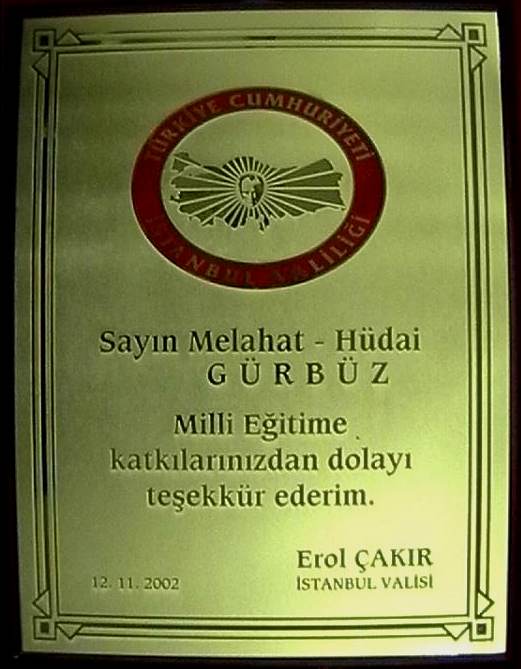 TÜRKİYE CUMHURİYETİ
İSTANBUL VALİLİĞİ
Sayın Melahat - Hüdai
GÜRBÜZ
Milli Eğitime
katkılarınızdan dolayı
teşekkür ederim.
Erol ÇAKIR
12. 11. 2002 İSTANBUL VALİSİ